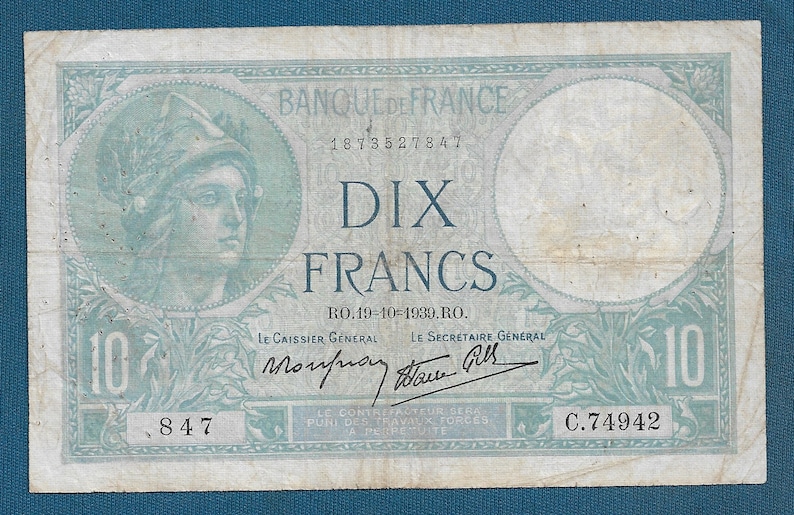 BANQUE DE FRANCE
1873527847
DIX
FRANCS
RO.19=10=1939.RO.
LE CAISSIER GÉNÉRAL LE SECRÉTAIRE GÉNÉRAL
10 10
847 C.74942
LE CONTREFACTEUR SERA
PUNI DES TRAVAUX FORCÉS
À PERPÉTUITÉ